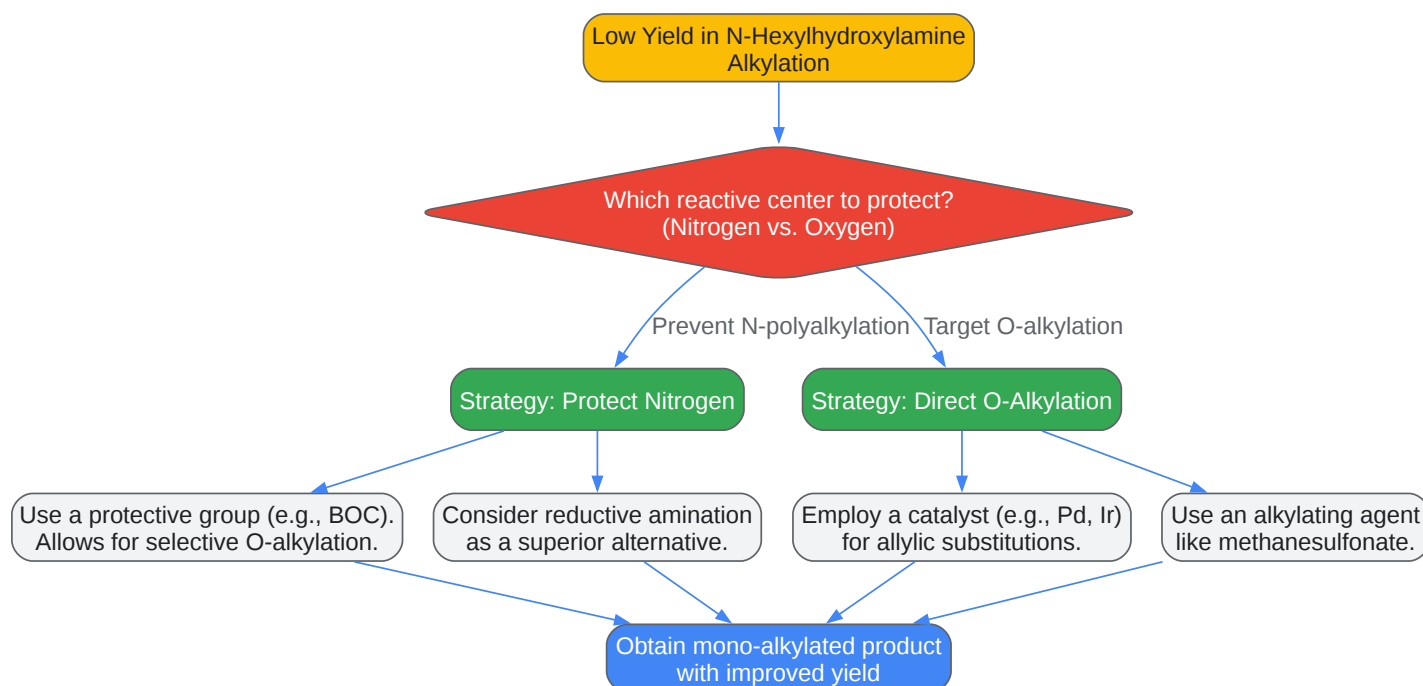 Low Yield in N-Hexylhydroxylamine
Alkylation
Which reactive center to protect?
(Nitrogen vs. Oxygen)
Prevent N-polyalkylation
Target O-alkylation
Strategy: Protect Nitrogen
Strategy: Direct O-Alkylation
Use a protective group (e.g., BOC).
Allows for selective O-alkylation.
Consider reductive amination
as a superior alternative.
Employ a catalyst (e.g., Pd, Ir)
for allylic substitutions.
Use an alkylating agent
like methanesulfonate.
Obtain mono-alkylated product
with improved yield